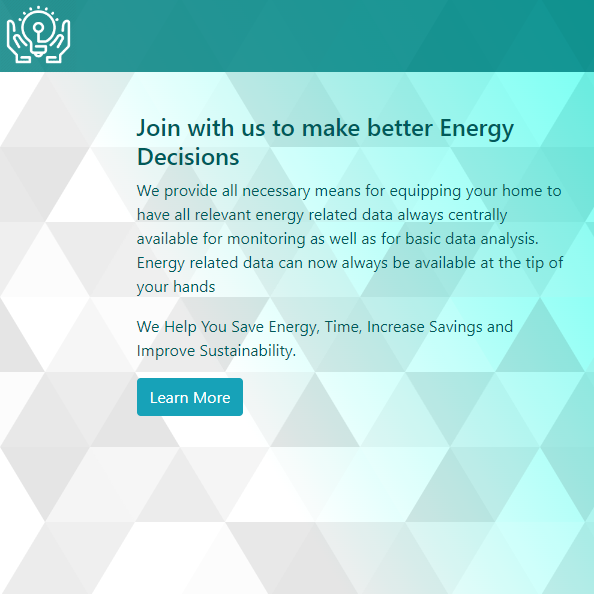 Join with us to make better Energy
Decisions
We provide all necessary means for equipping your home to
have all relevant energy related data always centrally
available for monitoring as well as for basic data analysis.
Energy related data can now always be available at the tip of
your hands
We Help You Save Energy, Time, Increase Savings and
Improve Sustainability.
Learn More